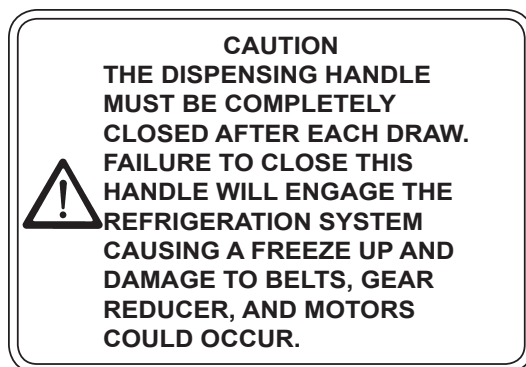 CAUTION
THE DISPENSING HANDLE
MUST BE COMPLETELY
CLOSED AFTER EACH DRAW.
FAILURE TO CLOSE THIS
HANDLE WILL ENGAGE THE
REFRIGERATION SYSTEM
CAUSING A FREEZE UP AND
DAMAGE TO BELTS, GEAR
REDUCER, AND MOTORS
COULD OCCUR.